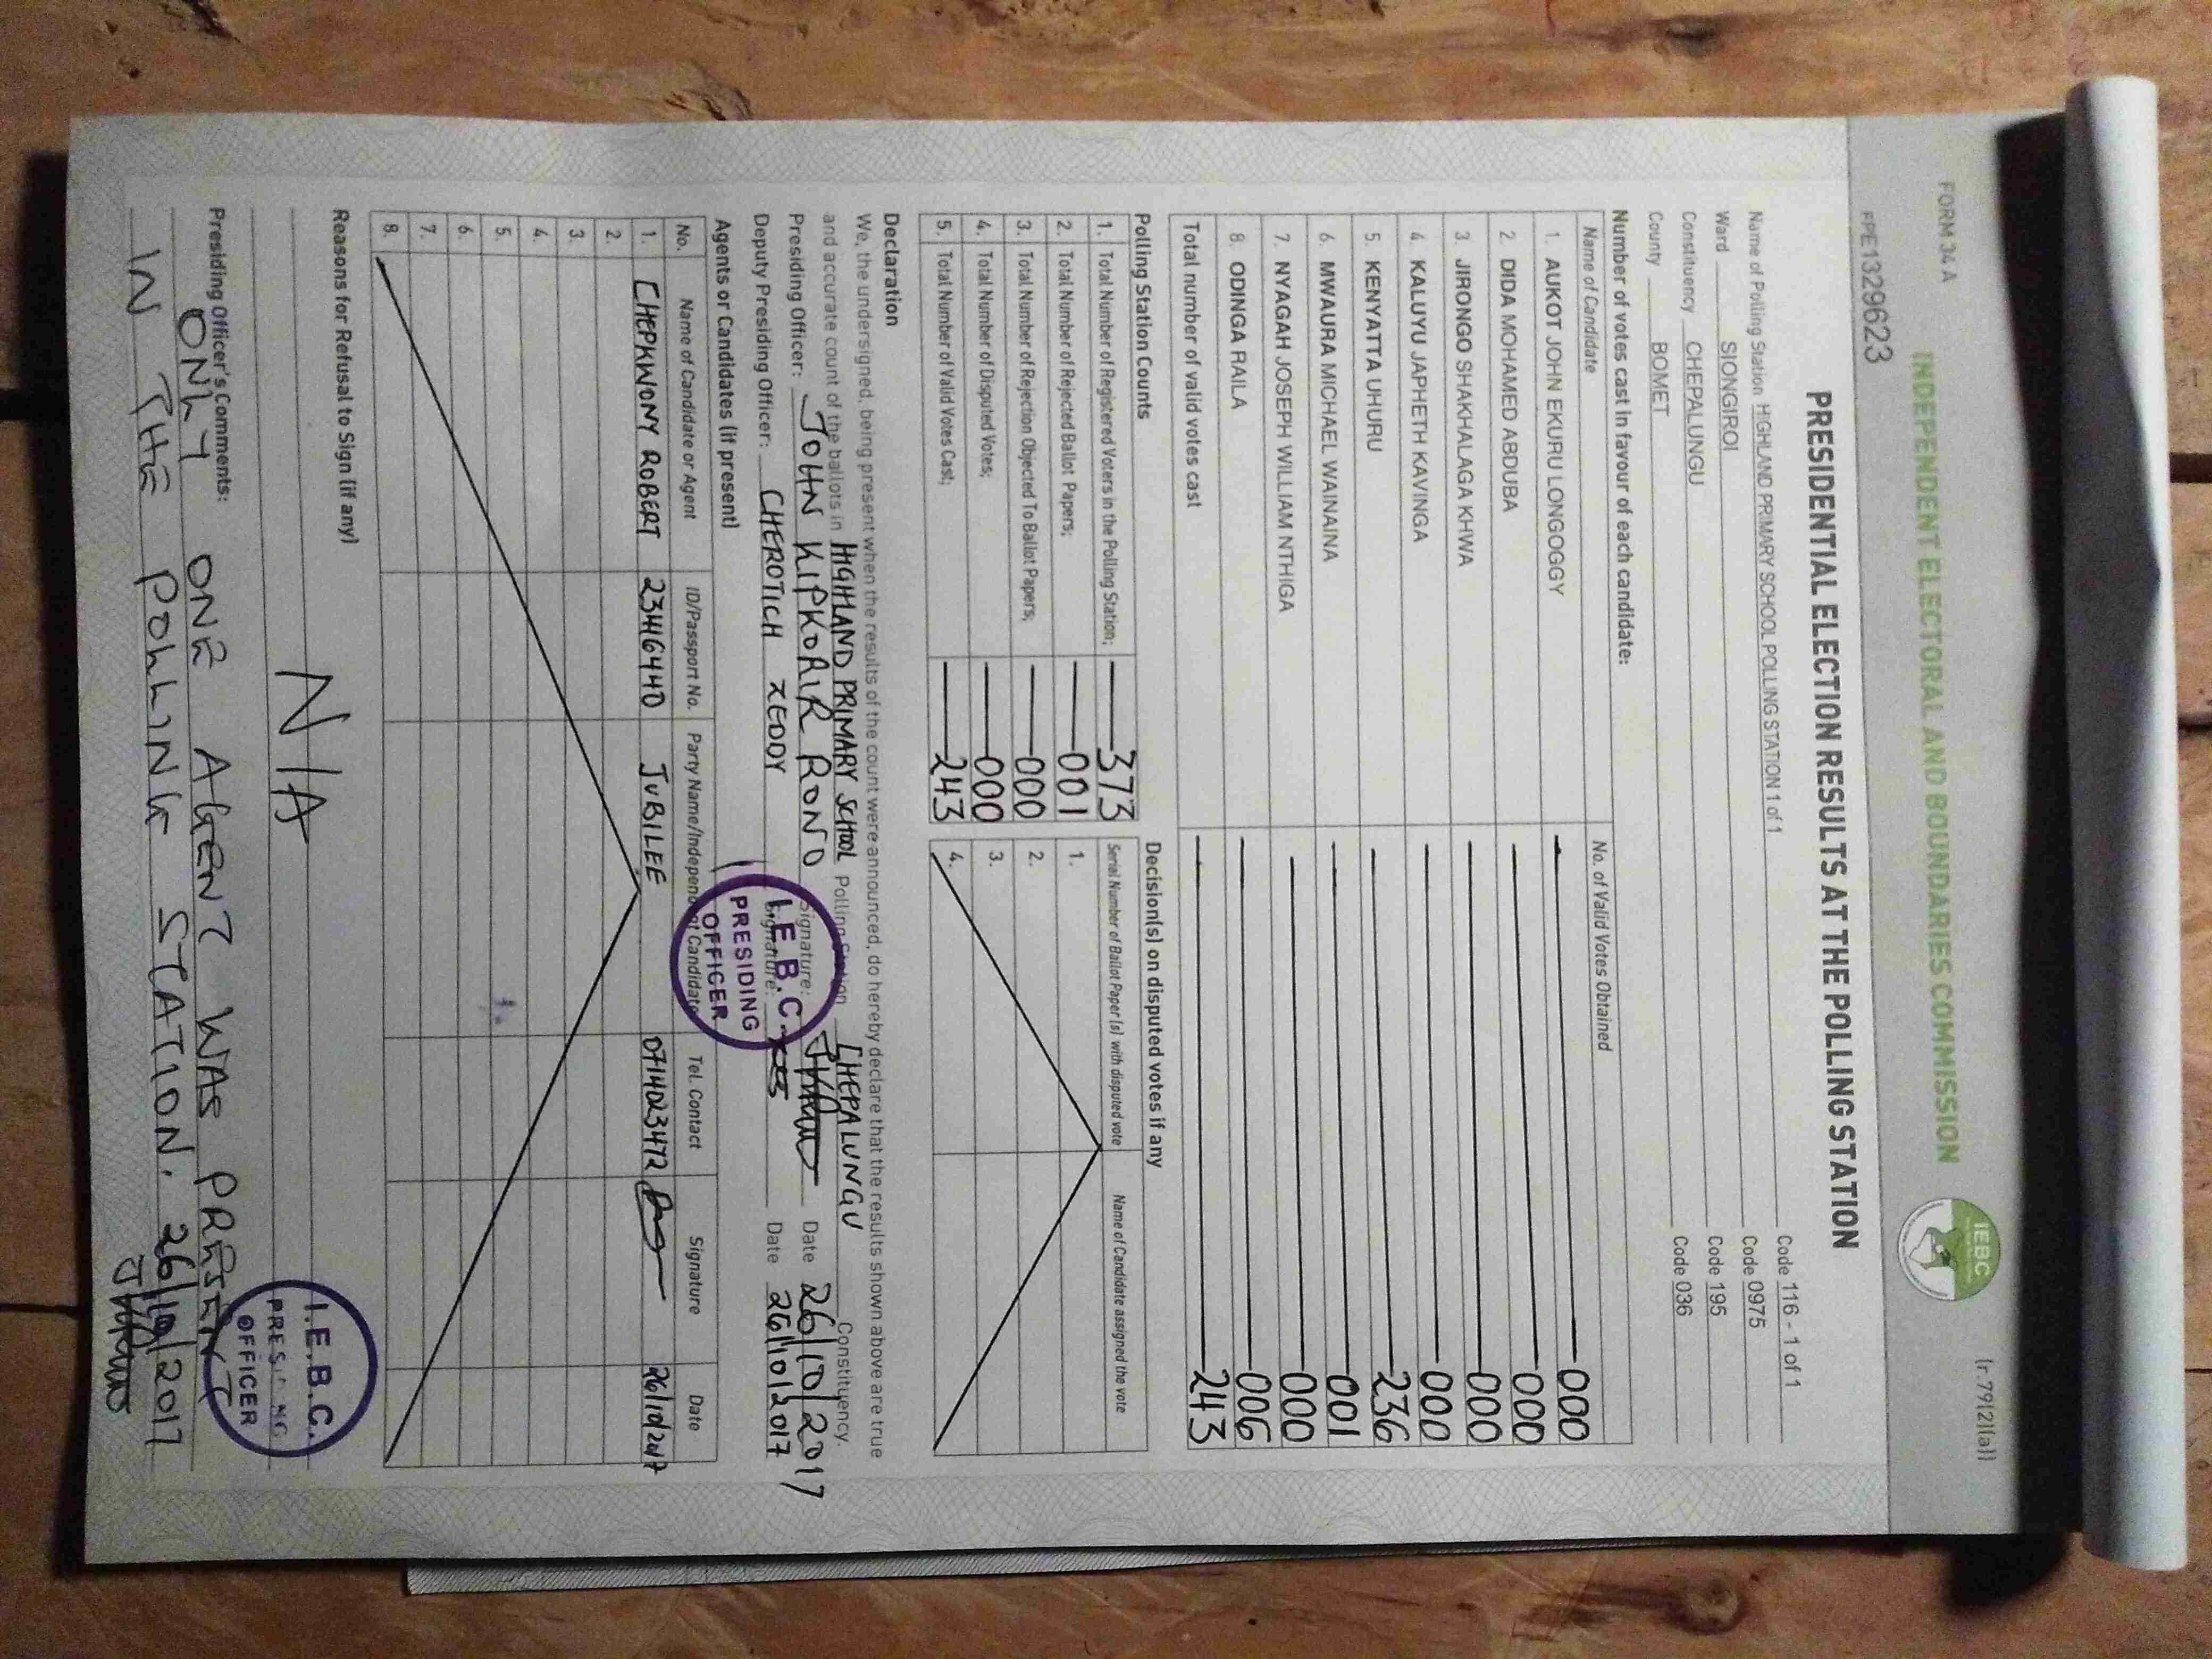 FORM 34 A
(r.79(2)(a))
INDEPENDENT ELECTORAL AND BOUNDARIES COMMISSION
IEBC
PPE1329623
PRESIDENTIAL ELECTION RESULTS AT THE POLLING STATION
Name of Polling Station HIGHLAND PRIMARY SCHOOL POLLING STATION 1 of 1 Code 116 - 1 of 1
Ward SIONGIROI Code 0975
Constituency CHEPALUNGU Code 195
County BOMET Code 036
Number of votes cast in favour of each candidate:
Name of Candidate No. of Valid Votes Obtained
1. AUKOT JOHN EKURU LONGOGGY 000
2. DIDA MOHAMED ABDUBA 000
3. JIRONGO SHAKHALAGA KHWA 000
4. KALUYU JAPHETH KAVINGA 000
5. KENYATTA UHURU 236
6. MWAURA MICHAEL WAINAINA 001
7. NYAGAH JOSEPH WILLIAM NTHIGA 000
8. ODINGA RAILA 006
Total number of valid votes cast 243
Polling Station Counts
1. Total Number of Registered Voters in the Polling Station; 373
2. Total Number of Rejected Ballot Papers; 001
3. Total Number of Rejection Objected To Ballot Papers; 000
4. Total Number of Disputed Votes; 000
5. Total Number of Valid Votes Cast; 243
Decision(s) on disputed votes if any
Serial Number of Ballot Paper (s) with disputed vote Name of Candidate assigned the vote
1.
2.
3.
4.
Declaration
We, the undersigned, being present when the results of the count were announced, do hereby declare that the results shown above are true
and accurate count of the ballots in HIGHLAND PRIMARY SCHOOL Polling Station CHEPALUNGU Constituency.
Presiding Officer: JOHN KIPKORIR RONO Signature: Date 26/10/2017
Deputy Presiding Officer: CHEROTICH ZEDDY Signature: Date 26/10/2017
I.E.B.C.
PRESIDING
OFFICER
Agents or Candidates (if present)
No. Name of Candidate or Agent ID/Passport No. Party Name/Independent Candidate Tel. Contact Signature Date
1. CHEPKWONY ROBERT 23416440 JUBILEE 0714023472 26/10/2017
2.
3.
4.
5.
6.
7.
8.
Reasons for Refusal to Sign (if any)
N/A
Presiding Officer's Comments:
ONLY ONE AGENT WAS PRESENT
IN THE POLLING STATION. 26/10/2017
I.E.B.C.
PRESIDING
OFFICER